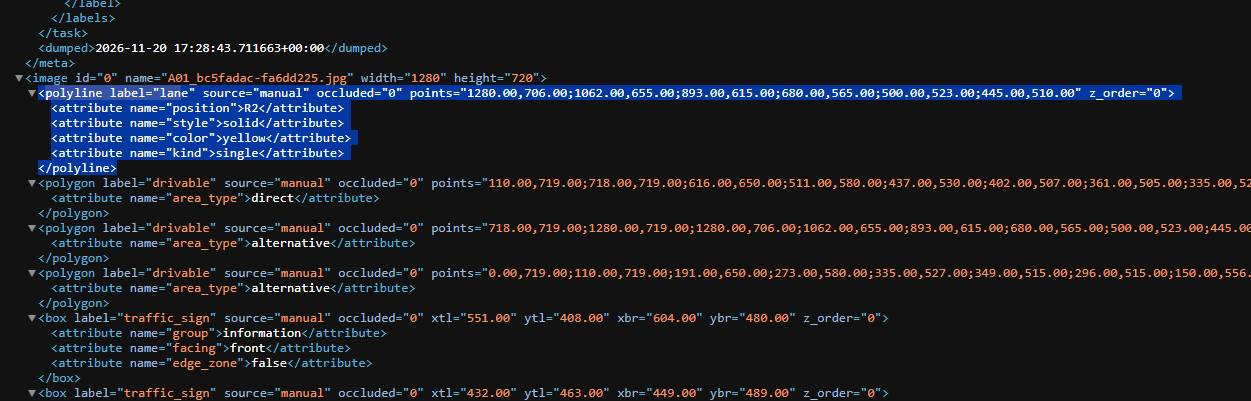 </label>
</labels>
</task>
<dumped>2026-11-20 17:28:43.711663+00:00</dumped>
</meta>
▼<image id="0" name="A01_bc5fadac-fa6dd225.jpg" width="1280" height="720">
▼<polyline label="lane" source="manual" occluded="0" points="1280.00,706.00;1062.00,655.00;893.00,615.00;680.00,565.00;500.00,523.00;445.00,510.00" z_order="0">
<attribute name="position">R2</attribute>
<attribute name="style">solid</attribute>
<attribute name="color">yellow</attribute>
<attribute name="kind">single</attribute>
</polyline>
▼<polygon label="drivable" source="manual" occluded="0" points="110.00,719.00;718.00,719.00;616.00,650.00;511.00,580.00;437.00,530.00;402.00,507.00;361.00,505.00;335.00,52
<attribute name="area_type">direct</attribute>
</polygon>
▼<polygon label="drivable" source="manual" occluded="0" points="718.00,719.00;1280.00,719.00;1280.00,706.00;1062.00,655.00;893.00,615.00;680.00,565.00;500.00,523.00;445.00
<attribute name="area_type">alternative</attribute>
</polygon>
▼<polygon label="drivable" source="manual" occluded="0" points="0.00,719.00;110.00,719.00;191.00,650.00;273.00,580.00;335.00,527.00;349.00,515.00;296.00,515.00;150.00,556.
<attribute name="area_type">alternative</attribute>
</polygon>
▼<box label="traffic_sign" source="manual" occluded="0" xtl="551.00" ytl="408.00" xbr="604.00" ybr="480.00" z_order="0">
<attribute name="group">information</attribute>
<attribute name="facing">front</attribute>
<attribute name="edge_zone">false</attribute>
</box>
▼<box label="traffic_sign" source="manual" occluded="0" xtl="432.00" ytl="463.00" xbr="449.00" ybr="489.00" z_order="0">